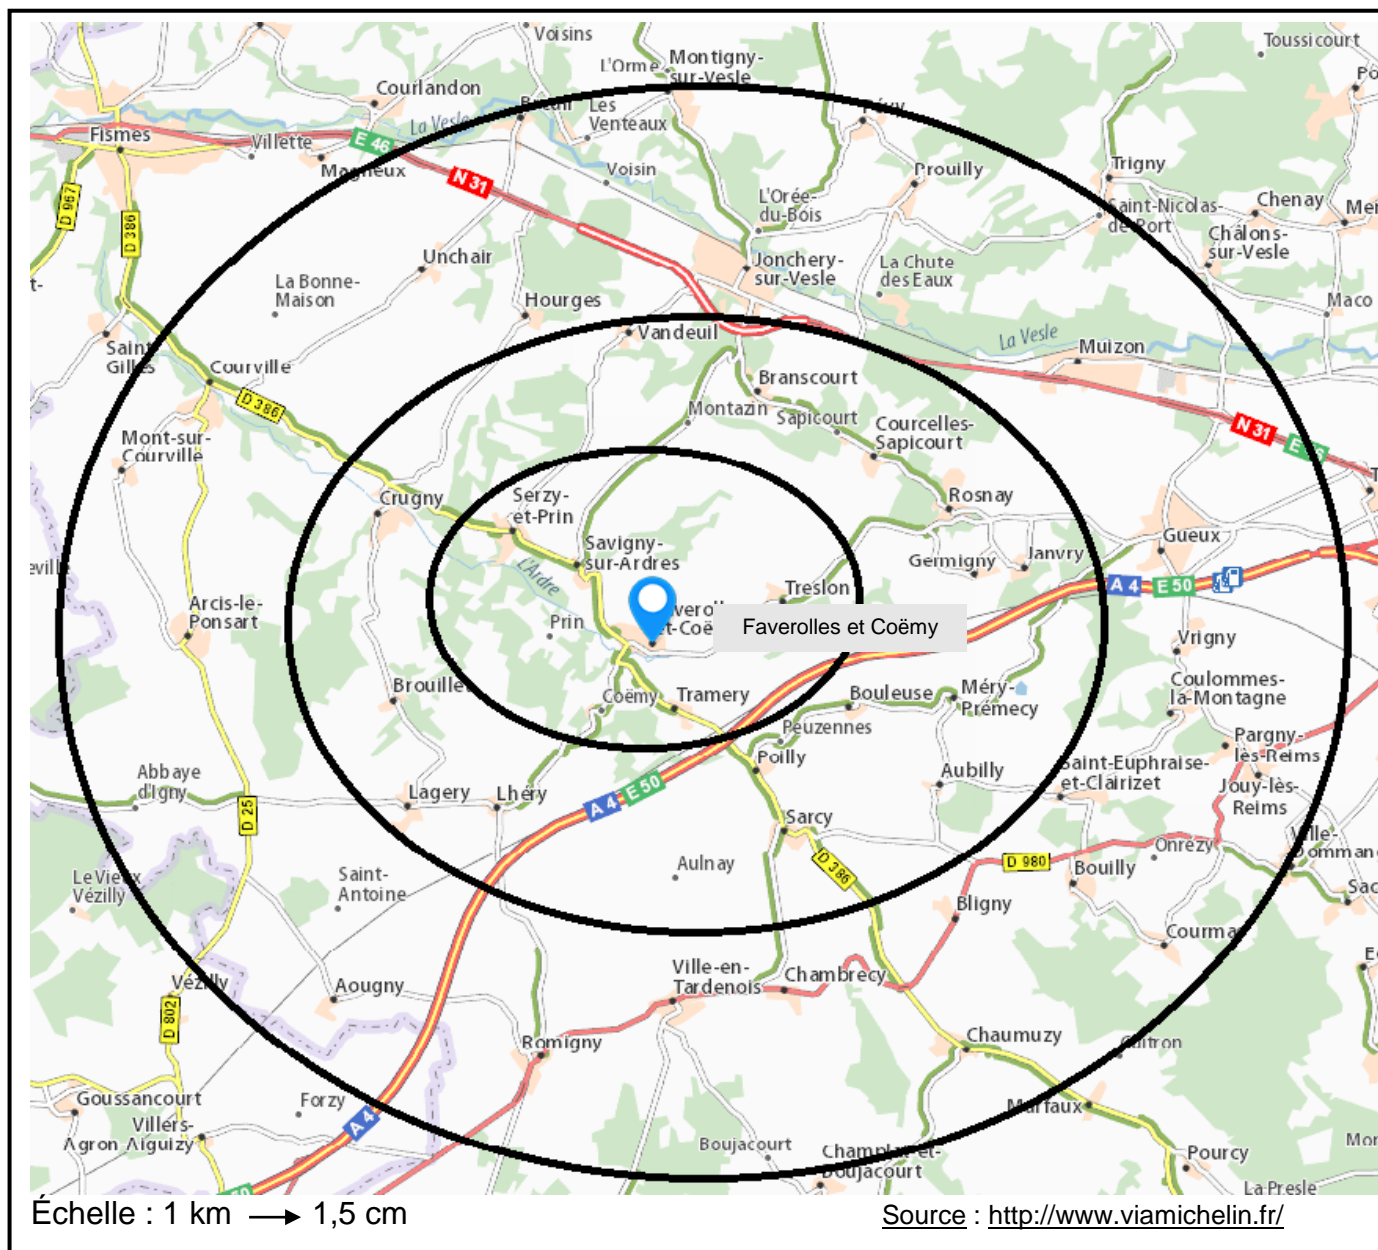 Voisins
Toussicourt
L'Orme
Montigny-
sur-Vesle
Courlandon
La Vesle
Les
Venteaux
Fismes
Villette
E 46
Magneux
N 31
Voisin
Prouilly
Trigny
L'Orée-
du-Bois
Saint-Nicolas-
de-Port
Chenay
D 967
D 386
Châlons-
sur-Vesle
Unchair
Jonchery-
sur-Vesle
La Chute
des Eaux
La Bonne-
Maison
Hourges
Maco
Vandeuil
La Vesle
Muizon
Saint
Gilles
Courville
Branscourt
D 386
Montazin
Sapicourt
Courcelles-
Sapicourt
N 31
Mont-sur-
Courville
Crugny
Serzy-
et-Prin
Rosnay
Gueux
Savigny-
sur-Ardres
Germigny
Janvry
eville
L'Ardre
Treslon
A 4
E 50
Arcis-le-
Ponsart
Prin
Faverolles et Coëmy
Vrigny
Brouillet
Coëmy
Tramery
Bouleuse
Méry-
Prémecy
Coulommes-
la-Montagne
Peuzennes
Pargny-
lès-Reims
Abbaye
d'Igny
Poilly
Aubilly
Saint-Euphraise-
et-Clairizet
Jouy-lès-
Reims
Lagery
Lhéry
A 4
E 50
D 25
Sarcy
Ville-
Dommang
Onrezy
Le Vieux
Vézilly
Saint-
Antoine
Aulnay
D 386
D 980
Bouilly
Sac
Bligny
Courmas
Vézilly
Aougny
Ville-en-
Tardenois
Chambrecy
D 802
Romigny
Chaumuzy
Goussancourt
Forzy
A 4
Marfaux
Villers-
Agron-Aiguizy
Boujacourt
Champlat-et-
Boujacourt
Pourcy
50
La Presle
Échelle : 1 km → 1,5 cm
Source : http://www.viamichelin.fr/